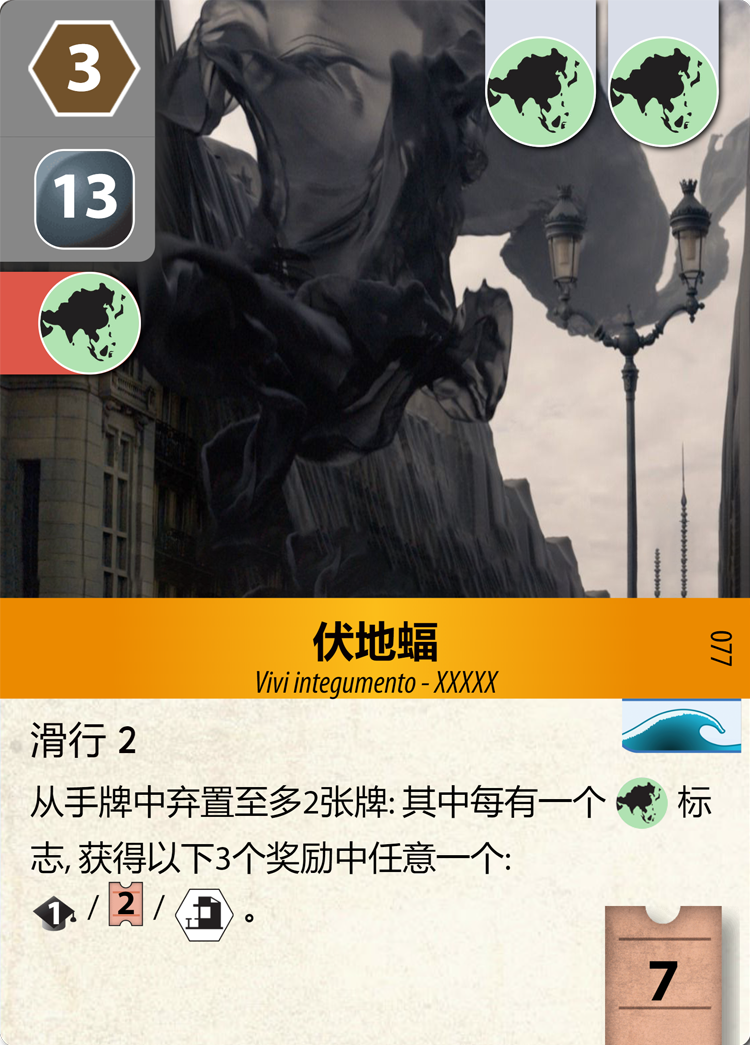 3
13
伏地蝠
Vivi integumento - XXXXX
077
滑行 2
从手牌中弃置至多2张牌: 其中每有一个 标
志, 获得以下3个奖励中任意一个:
1 / 2 / 。
7